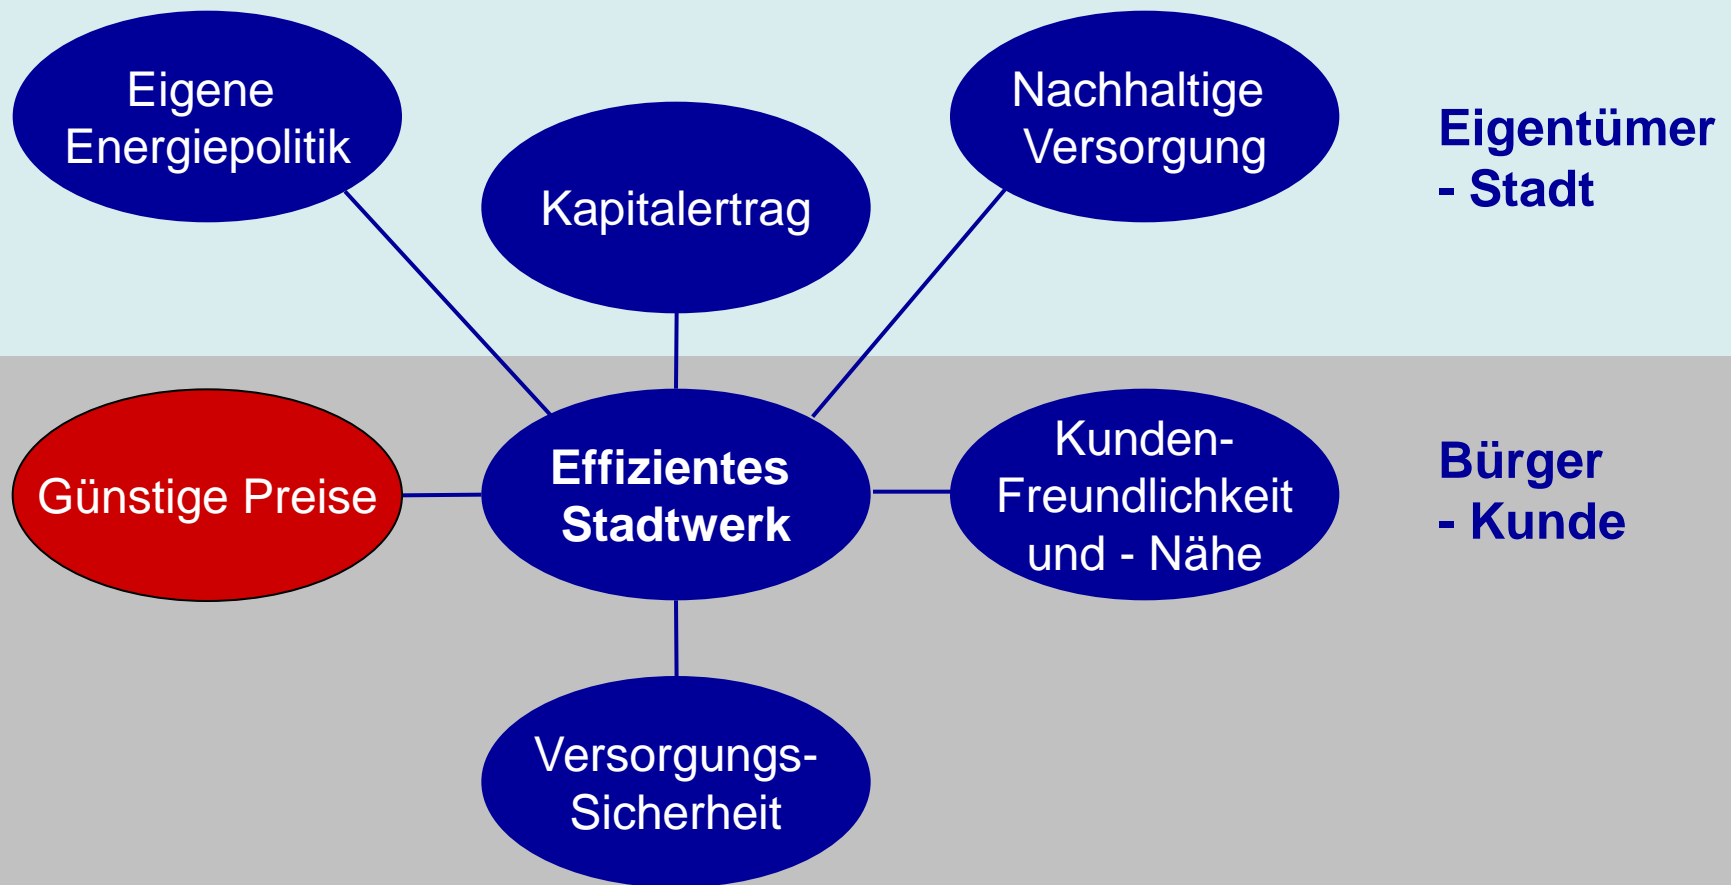 Eigene
Energiepolitik
Kapitalertrag
Nachhaltige
Versorgung
Eigentümer
- Stadt
Günstige Preise
Effizientes
Stadtwerk
Kunden-
Freundlichkeit
und - Nähe
Bürger
- Kunde
Versorgungs-
Sicherheit